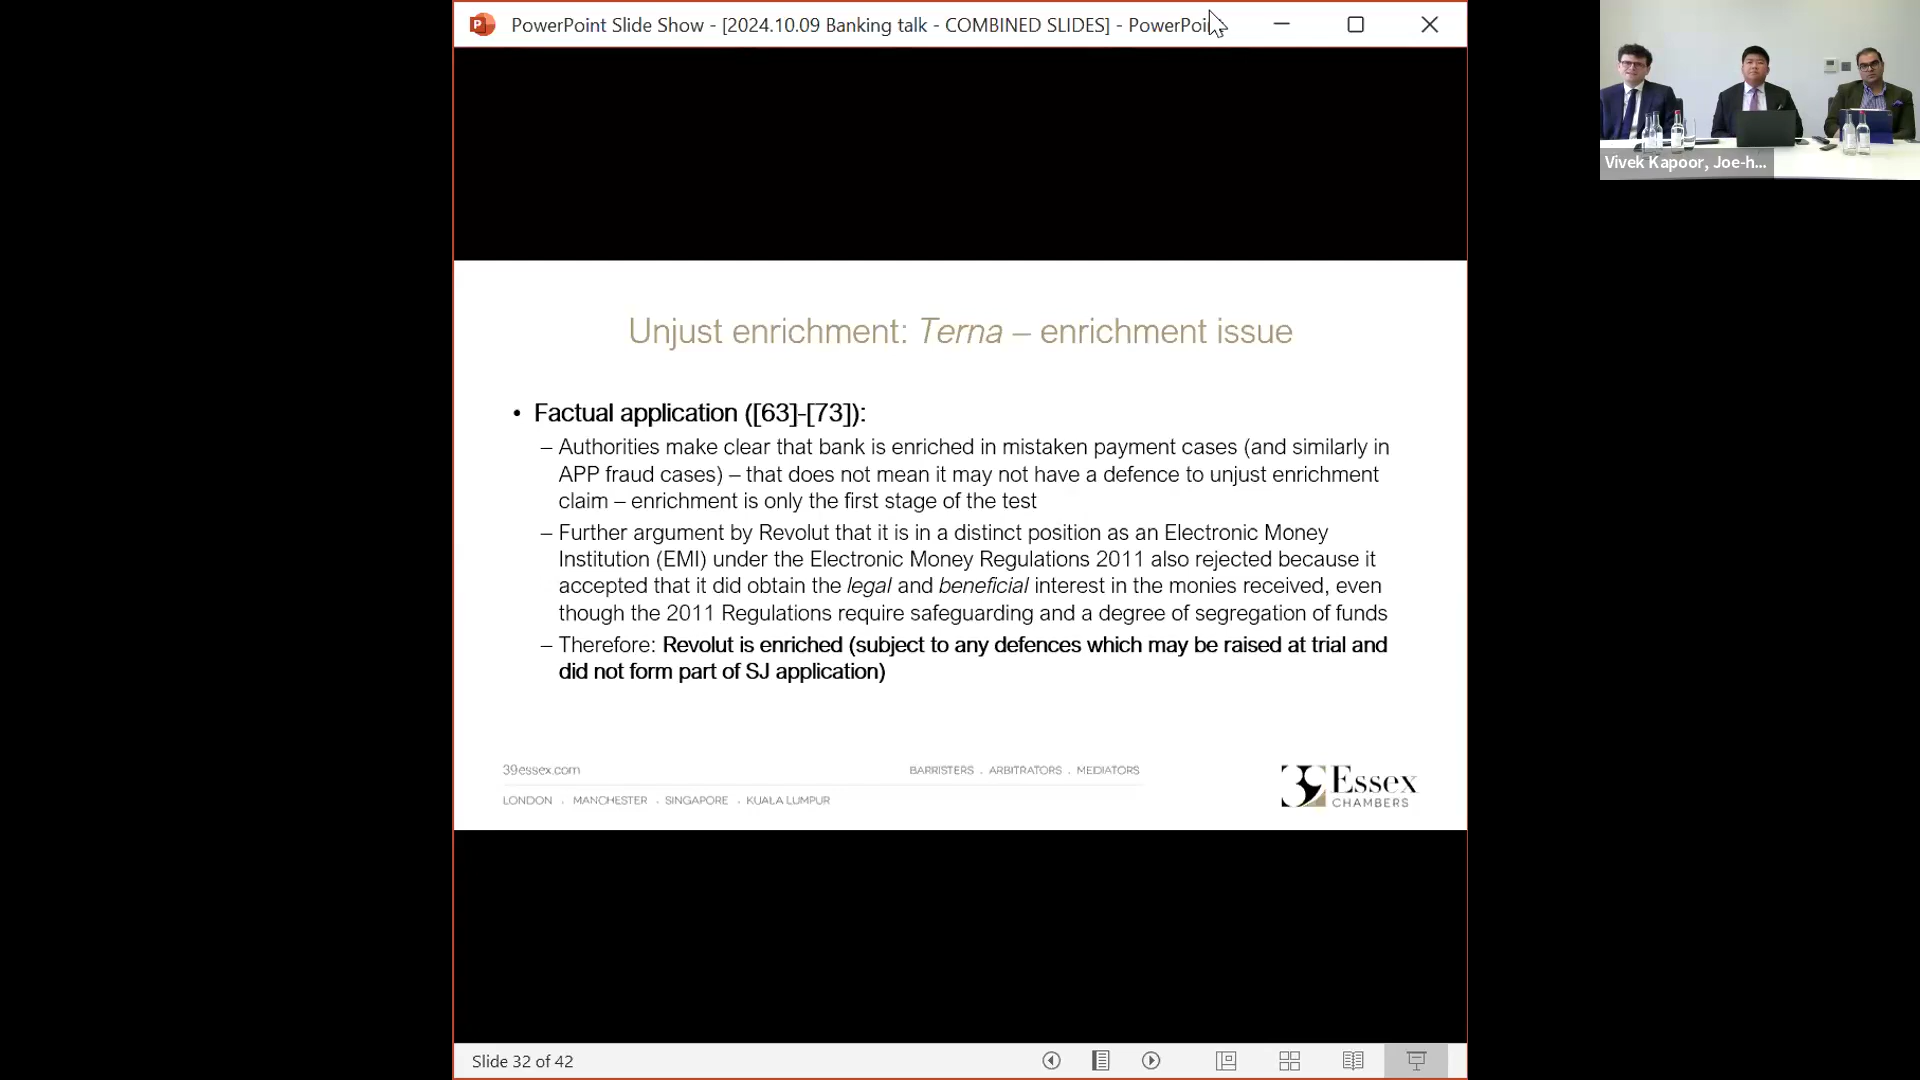 PowerPoint Slide Show - [2024.10.09 Banking talk - COMBINED SLIDES] - PowerPoi
Vivek Kapoor, Joe-h...
Unjust enrichment: Terna – enrichment issue
• Factual application ([63]-[73]):
– Authorities make clear that bank is enriched in mistaken payment cases (and similarly in
APP fraud cases) – that does not mean it may not have a defence to unjust enrichment
claim – enrichment is only the first stage of the test
– Further argument by Revolut that it is in a distinct position as an Electronic Money
Institution (EMI) under the Electronic Money Regulations 2011 also rejected because it
accepted that it did obtain the legal and beneficial interest in the monies received, even
though the 2011 Regulations require safeguarding and a degree of segregation of funds
– Therefore: Revolut is enriched (subject to any defences which may be raised at trial and
did not form part of SJ application)
39essex.com
BARRISTERS . ARBITRATORS . MEDIATORS
LONDON . MANCHESTER . SINGAPORE . KUALA LUMPUR
39 Essex
CHAMBERS
Slide 32 of 42